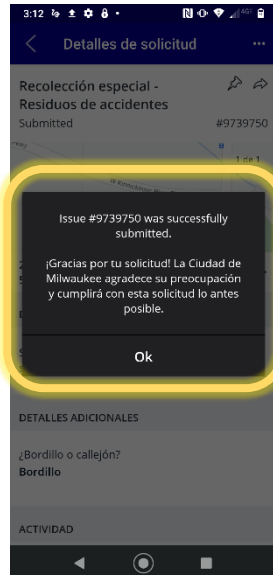 3:12
4GE
Detalles de solicitud
Recolección especial -
Residuos de accidentes
Submitted
#9739750
1 de 1
Issue #9739750 was successfully
submitted.
¡Gracias por tu solicitud! La Ciudad de
Milwaukee agradece su preocupación
y cumplirá con esta solicitud lo antes
posible.
Ok
DETALLES ADICIONALES
¿Bordillo o callejón?
Bordillo
ACTIVIDAD